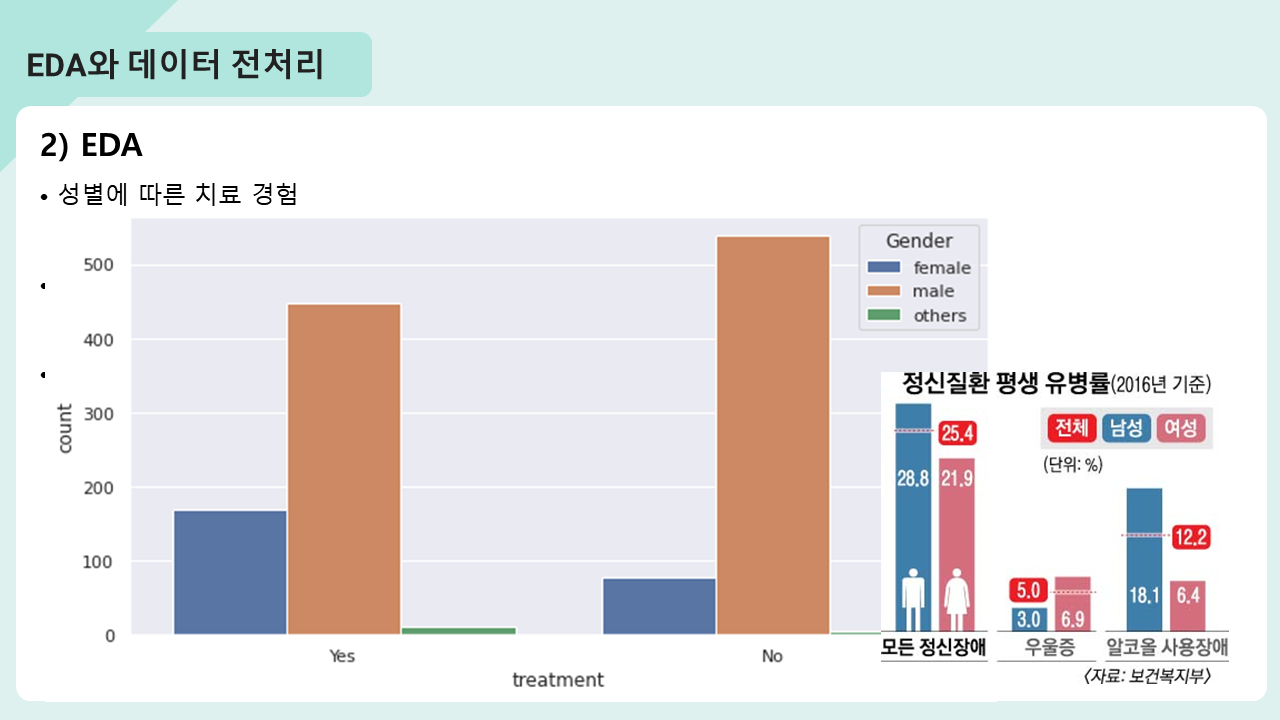 EDA와 데이터 전처리
2) EDA
• 성별에 따른 치료 경험
•
•
Gender
female
male
others
500
400
300
200
100
0
count
Yes
No
treatment
정신질환 평생 유병률(2016년 기준)
전체 남성 여성
(단위: %)
25.4
28.8 21.9
5.0
3.0 6.9
12.2
18.1 6.4
모든 정신장애 우울증 알코올 사용장애
〈자료: 보건복지부〉